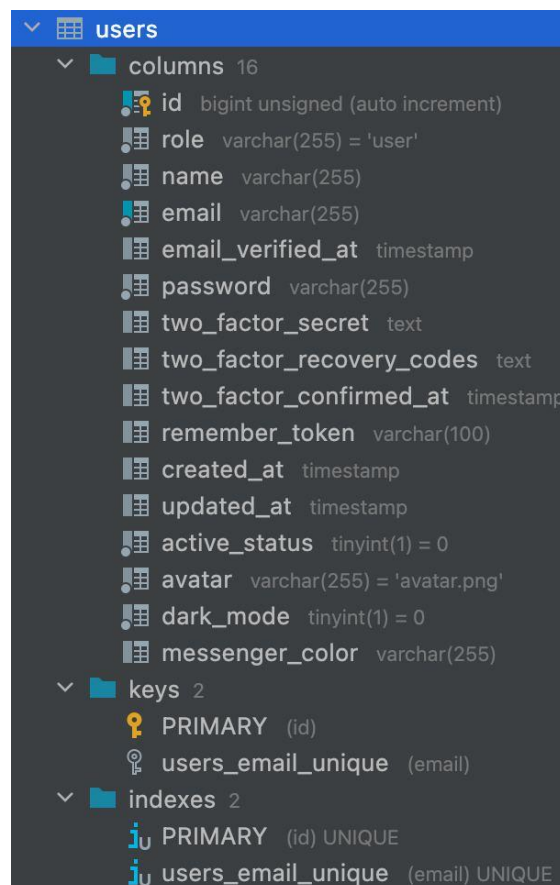 users
columns 16
id bigint unsigned (auto increment)
role varchar(255) = 'user'
name varchar(255)
email varchar(255)
email_verified_at timestamp
password varchar(255)
two_factor_secret text
two_factor_recovery_codes text
two_factor_confirmed_at timestamp
remember_token varchar(100)
created_at timestamp
updated_at timestamp
active_status tinyint(1) = 0
avatar varchar(255) = 'avatar.png'
dark_mode tinyint(1) = 0
messenger_color varchar(255)
keys 2
PRIMARY (id)
users_email_unique (email)
indexes 2
PRIMARY (id) UNIQUE
users_email_unique (email) UNIQUE